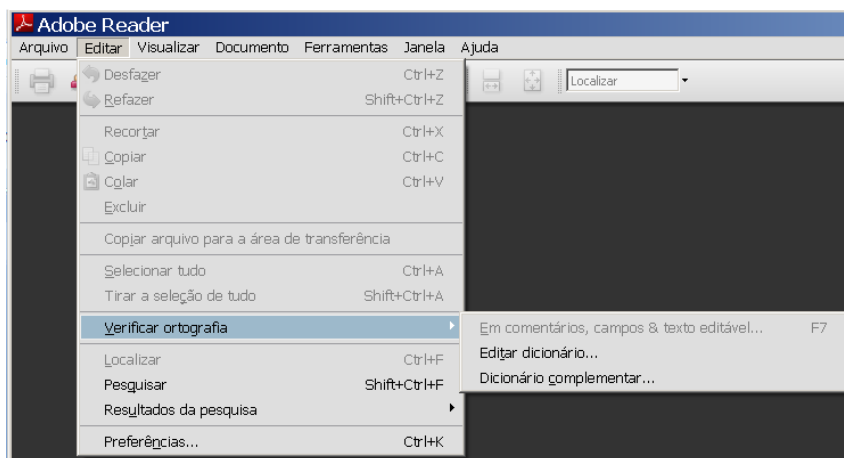 Adobe Reader
Arquivo Editar Visualizar Documento Ferramentas Janela Ajuda
Localizar
Desfazer Ctrl+Z
Refazer Shift+Ctrl+Z
Recortar Ctrl+X
Copiar Ctrl+C
Colar Ctrl+V
Excluir
Copiar arquivo para a área de transferência
Selecionar tudo Ctrl+A
Tirar a seleção de tudo Shift+Ctrl+A
Verificar ortografia
Em comentários, campos & texto editável... F7
Editar dicionário...
Dicionário complementar...
Localizar Ctrl+F
Pesquisar Shift+Ctrl+F
Resultados da pesquisa
Preferências... Ctrl+K